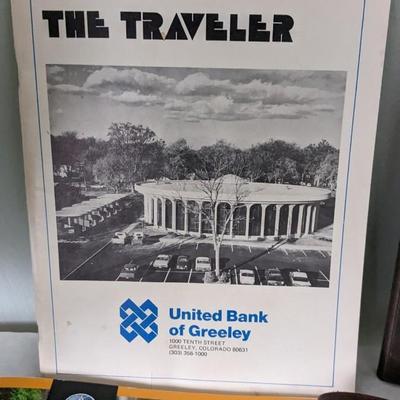 THE TRAVELER
United Bank
of Greeley
1000 TENTH STREET
GREELEY, COLORADO 80631
(303) 356-1000